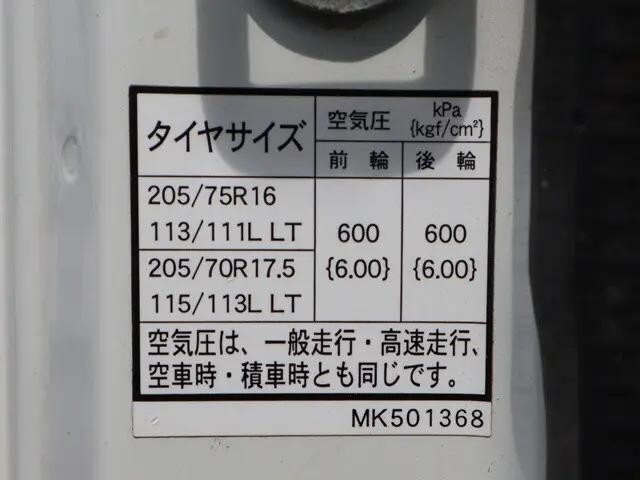 タイヤサイズ
空気圧 kPa {kgf/cm²}
前輪 後輪
205/75R16
113/111L LT
205/70R17.5
115/113L LT
600 {6.00}
600 {6.00}
空気圧は、一般走行・高速走行、
空車時・積車時とも同じです。
MK501368